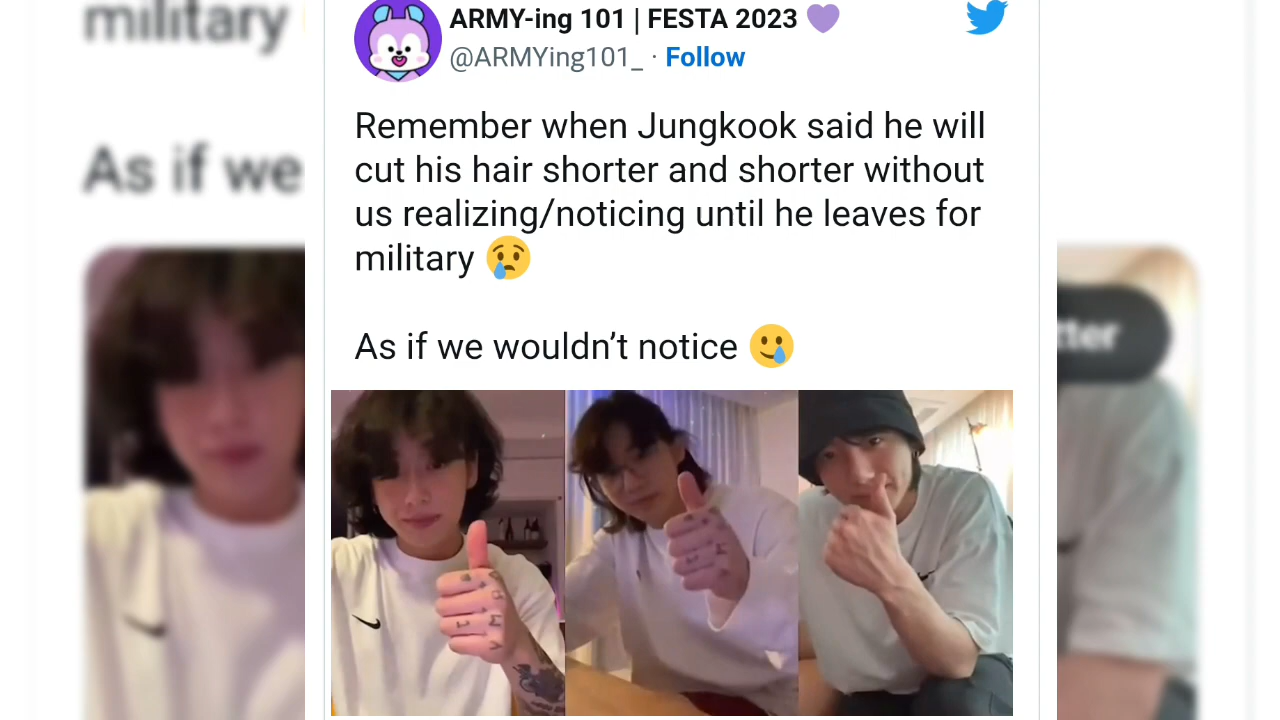 military
ARMY-ing 101 | FESTA 2023 💜
@ARMYing101_ · Follow
Remember when Jungkook said he will
cut his hair shorter and shorter without
us realizing/noticing until he leaves for
military 😢
As if we
As if we wouldn’t notice 🥲
tter